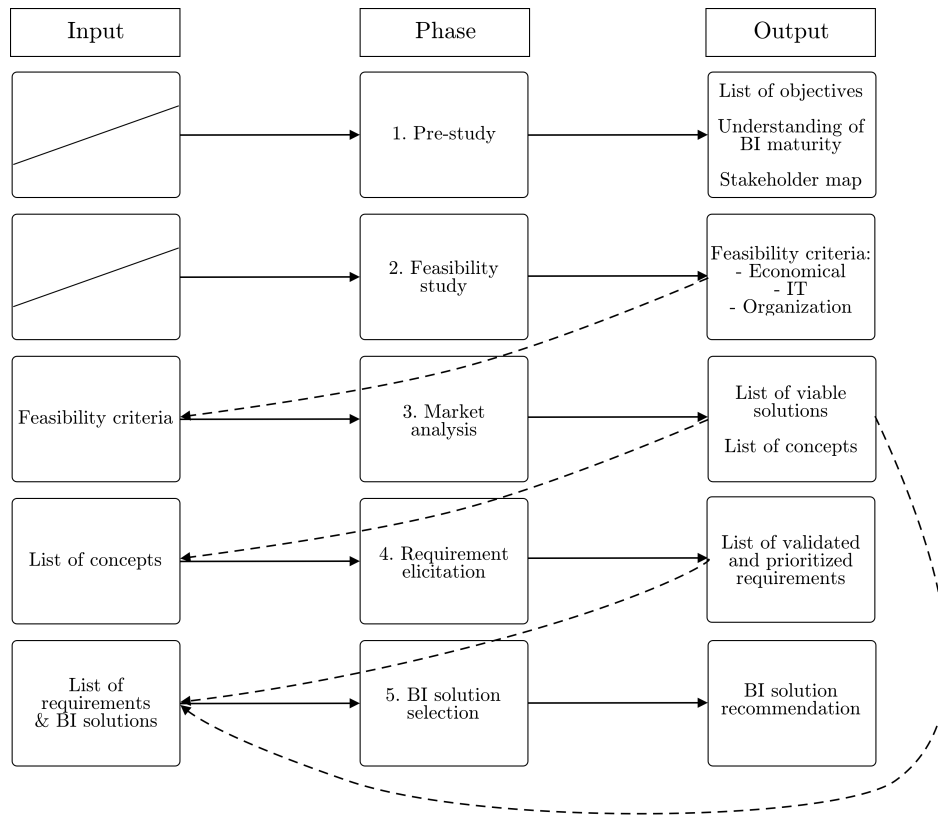 Input
Phase
Output
1. Pre-study
List of objectives
Understanding of
BI maturity
Stakeholder map
2. Feasibility
study
Feasibility criteria:
- Economical
- IT
- Organization
Feasibility criteria
3. Market
analysis
List of viable
solutions
List of concepts
List of concepts
4. Requirement
elicitation
List of validated
and prioritized
requirements
List of
requirements
& BI solutions
5. BI solution
selection
BI solution
recommendation